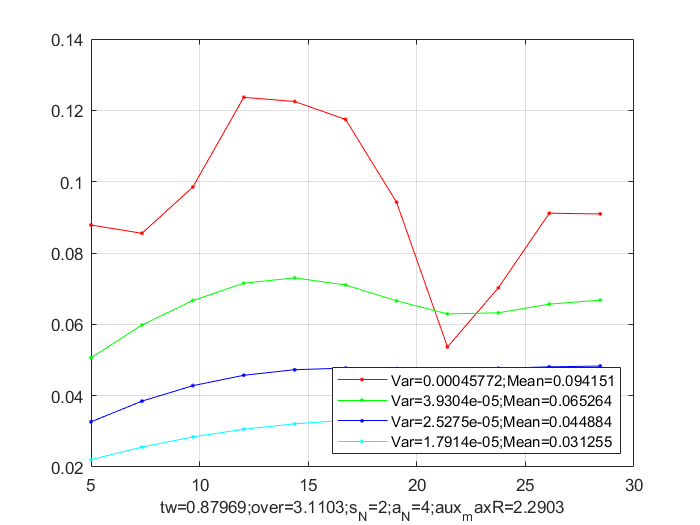 0.14
0.12
0.1
0.08
0.06
0.04
0.02
Var=0.00045772;Mean=0.094151
Var=3.9304e-05;Mean=0.065264
Var=2.5275e-05;Mean=0.044884
Var=1.7914e-05;Mean=0.031255
5 10 15 20 25 30
tw=0.87969;over=3.1103;s_N=2;a_N=4;aux_maxR=2.2903